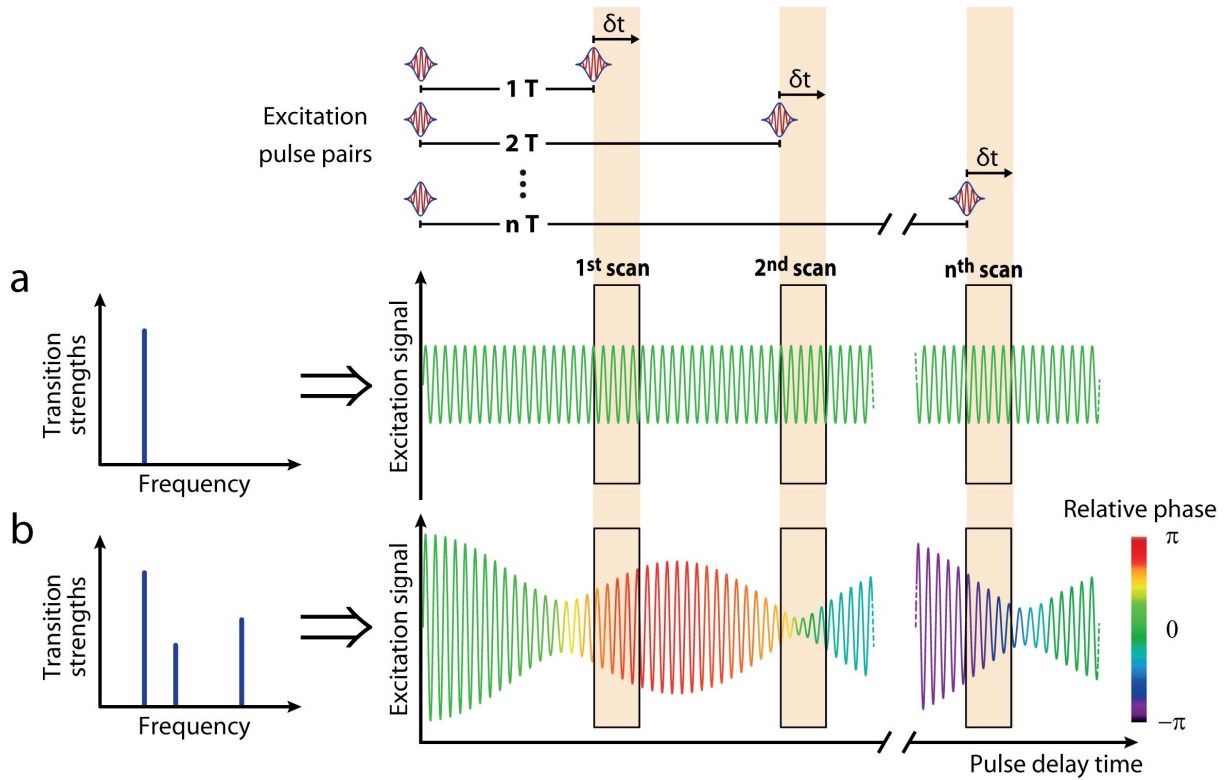 δt
1 T
δt
Excitation
pulse pairs
2 T
δt
n T
a
1st scan
2nd scan
nth scan
Transition
strengths
Frequency
Excitation signal
b
Transition
strengths
Frequency
Excitation signal
Relative phase
π
0
−π
Pulse delay time